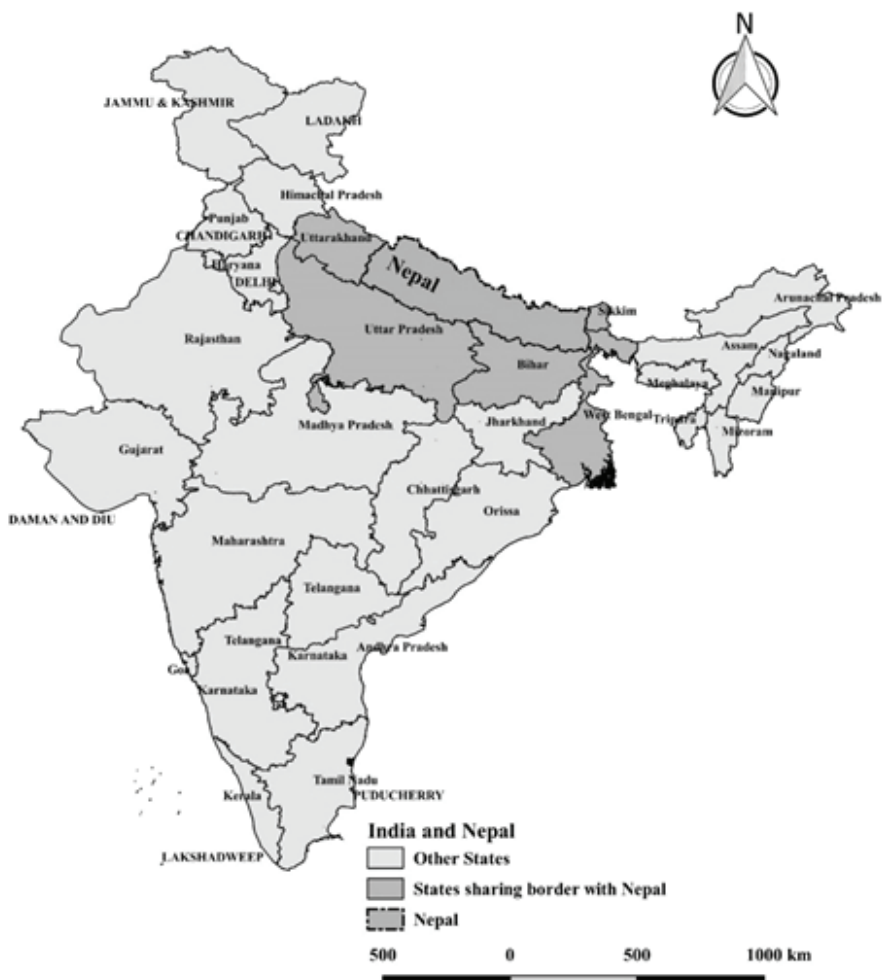 N
JAMMU & KASHMIR
LADAKH
Himachal Pradesh
Punjab
CHANDIGARH
Uttarakhand
Haryana
DELHI
Nepal
Sikkim
Arunachal Pradesh
Rajasthan
Uttar Pradesh
Assam
Nagaland
Bihar
Meghalaya
Manipur
Gujarat
Madhya Pradesh
Jharkhand
West Bengal
Tripura
Mizoram
Chhattisgarh
DAMAN AND DIU
Orissa
Maharashtra
Telangana
Telangana
Karnataka
Andhra Pradesh
Goa
Karnataka
Tamil Nadu
Kerala
PUDUCHERRY
LAKSHADWEEP
India and Nepal
Other States
States sharing border with Nepal
Nepal
500 0 500 1000 km